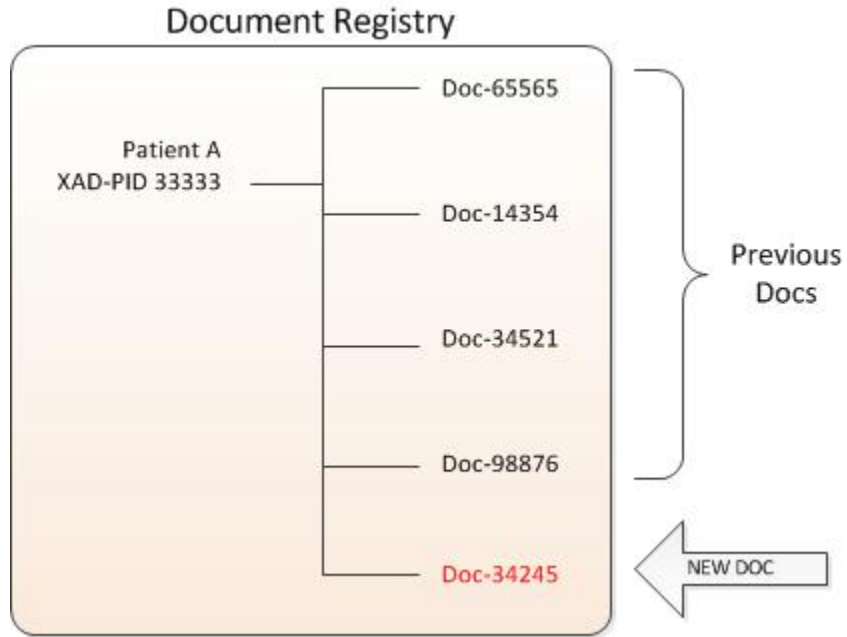 Document Registry
Doc-65565
Patient A
XAD-PID 33333
Doc-14354
Previous
Docs
Doc-34521
Doc-98876
Doc-34245
NEW DOC